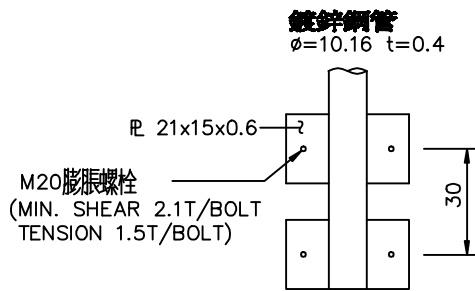 鍍鋅鋼管
ø=10.16 t=0.4
℄ 21x15x0.6
M20膨脹螺栓
(MIN. SHEAR 2.1T/BOLT
TENSION 1.5T/BOLT)
30